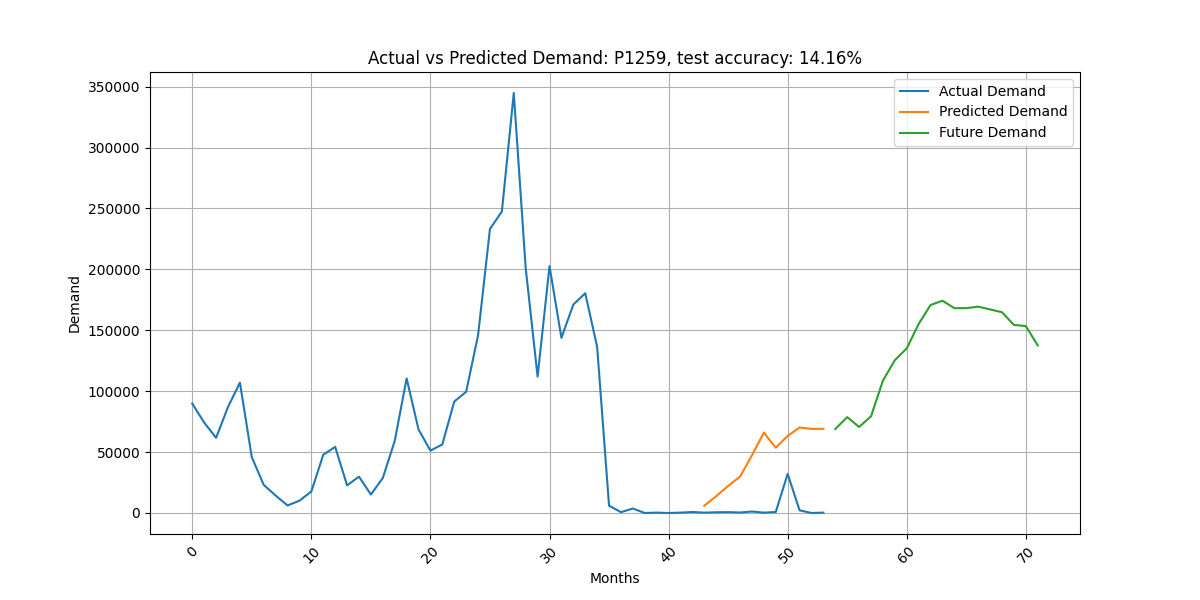 Actual vs Predicted Demand: P1259, test accuracy: 14.16%
350000
300000
250000
200000
150000
100000
50000
0
Demand
Actual Demand
Predicted Demand
Future Demand
0
10
20
30
40
50
60
70
Months